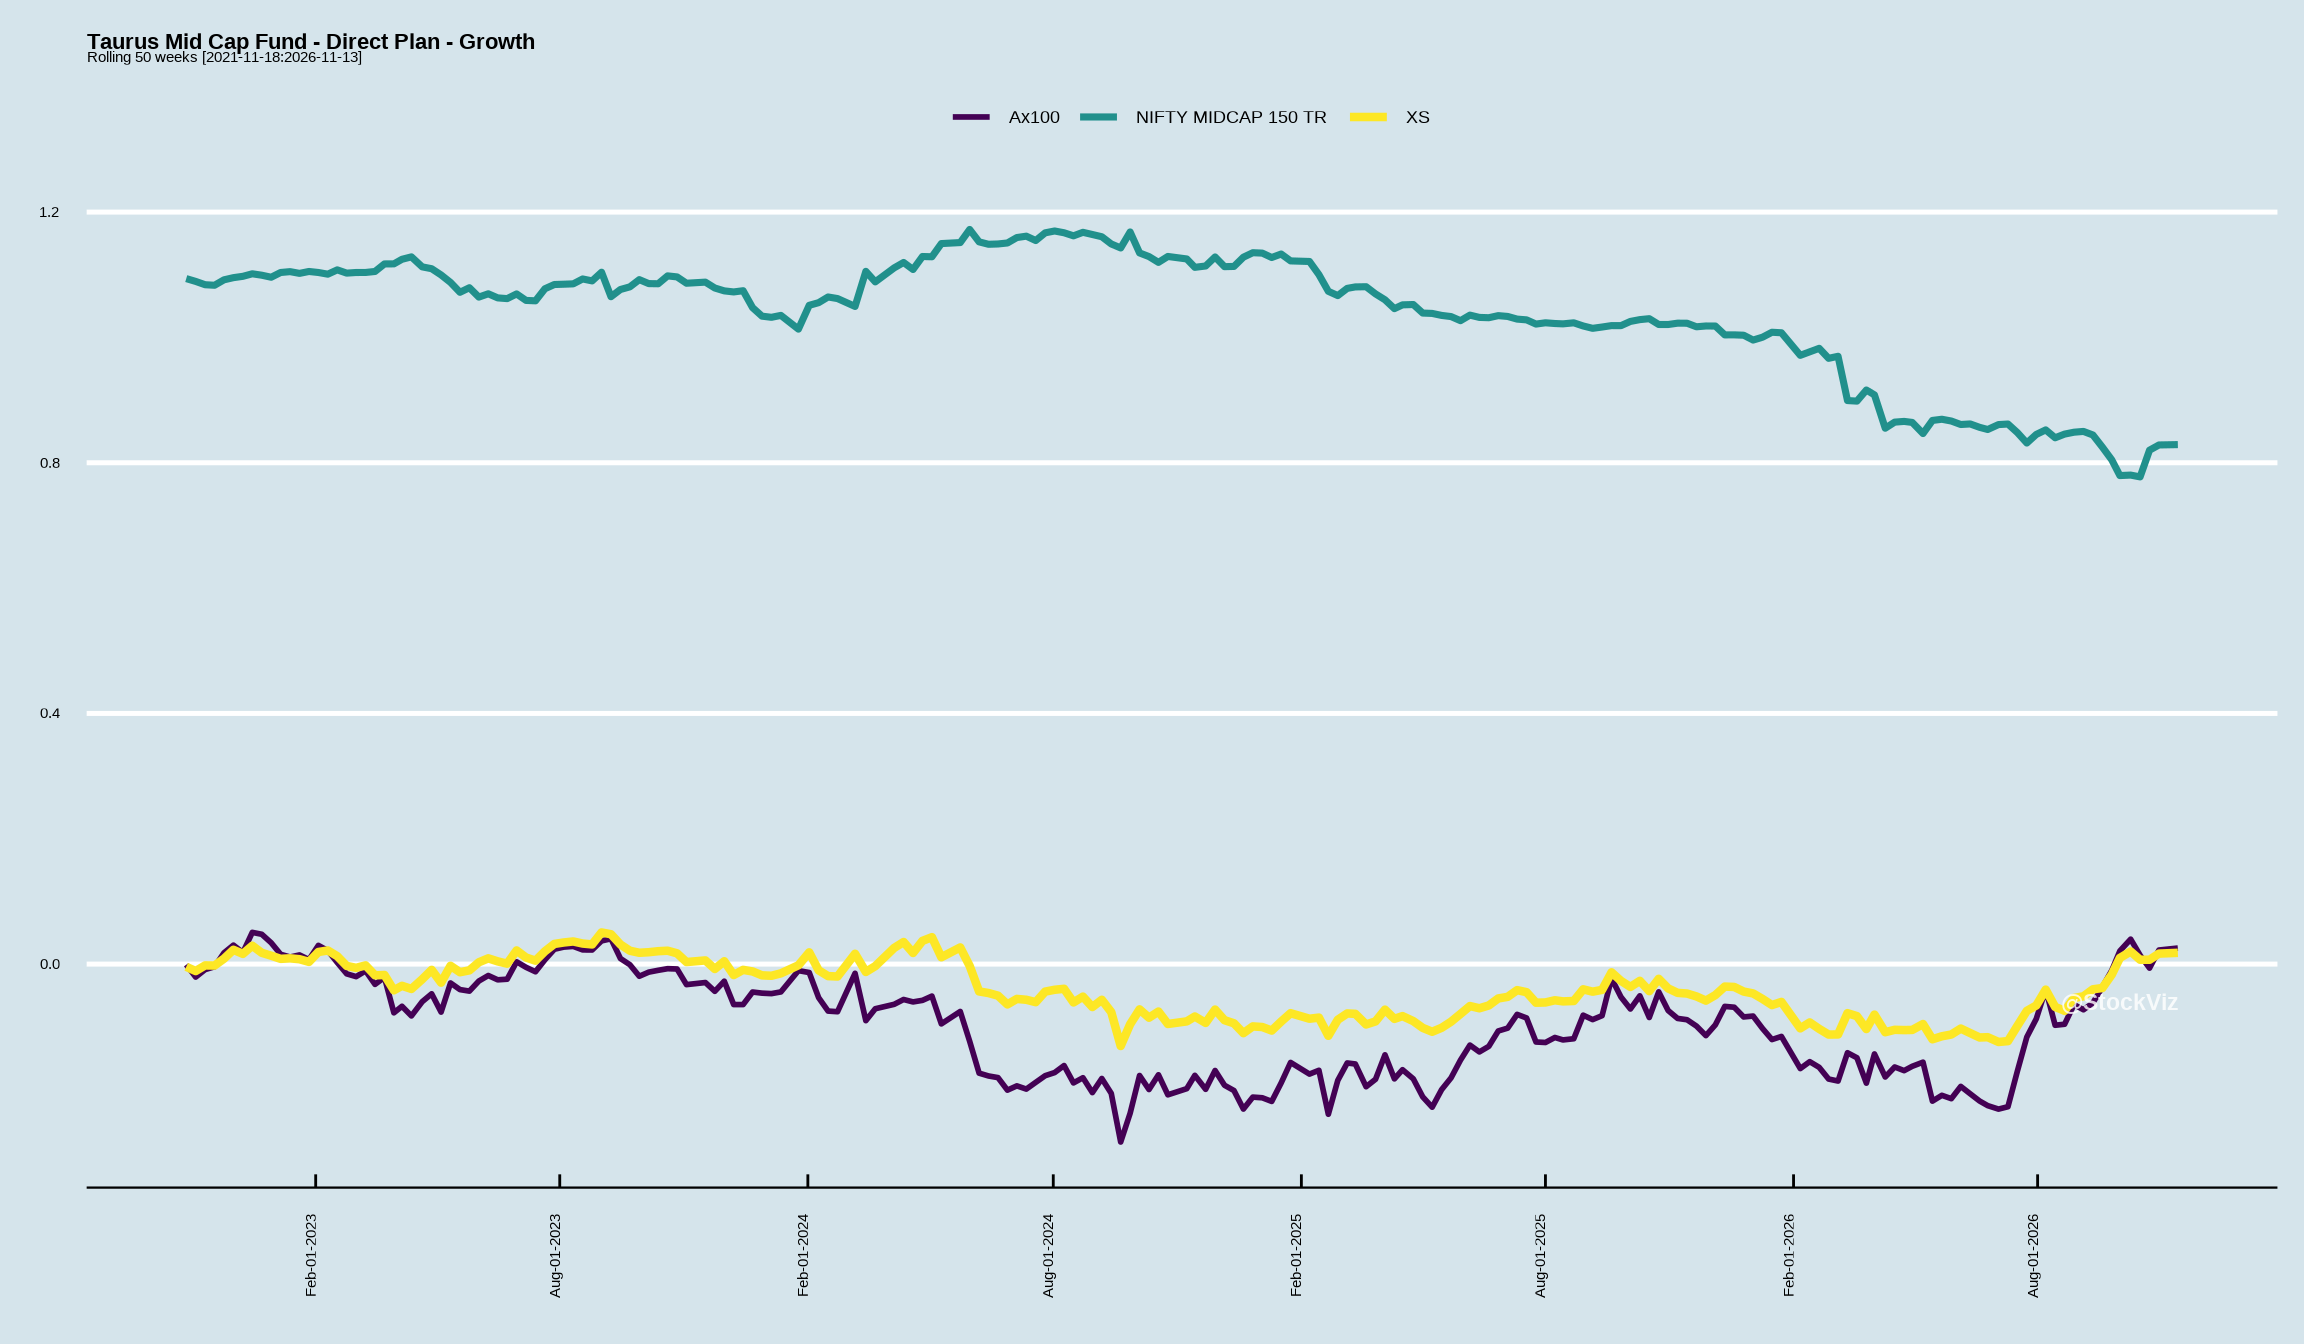 Taurus Mid Cap Fund - Direct Plan - Growth
Rolling 50 weeks [2021-11-18:2026-11-13]
Ax100 NIFTY MIDCAP 150 TR XS
1.2
0.8
0.4
0.0
@StockViz
Feb-01-2023 Aug-01-2023 Feb-01-2024 Aug-01-2024 Feb-01-2025 Aug-01-2025 Feb-01-2026 Aug-01-2026